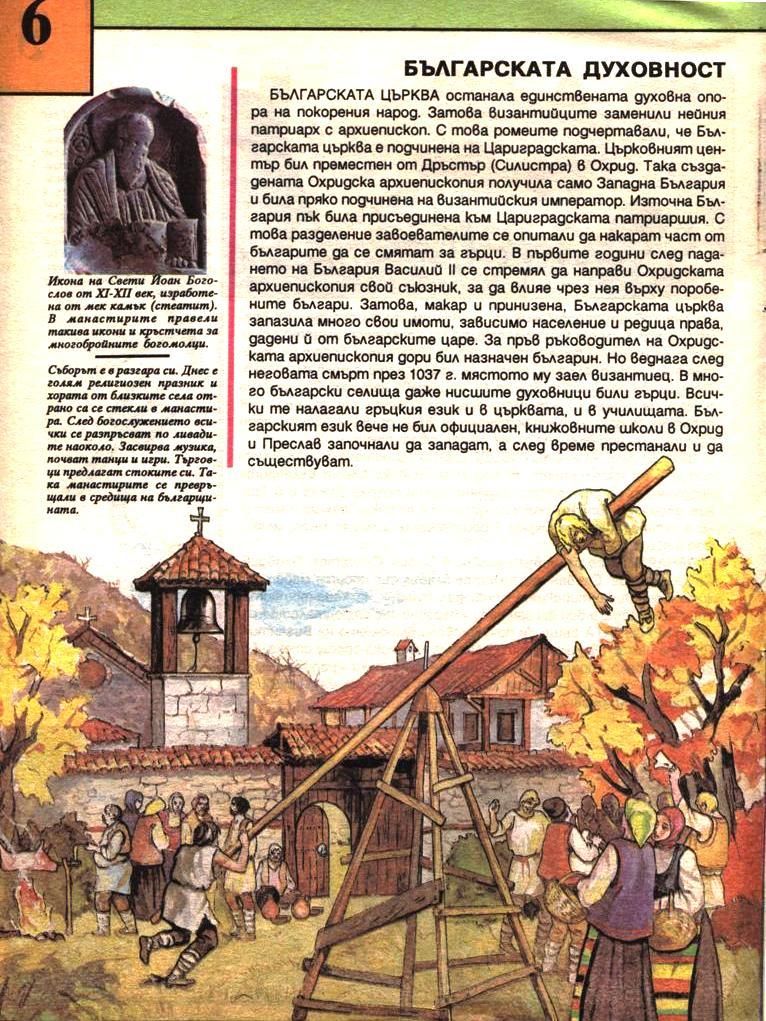 6
БЪЛГАРСКАТА ДУХОВНОСТ
БЪЛГАРСКАТА ЦЪРКВА останала единствената духовна опо-
ра на покорения народ. Затова византийците заменили нейния
патриарх с архиепископ. С това ромеите подчертавали, че Бъл-
гарската църква е подчинена на Цариградската. Църковният цен-
тър бил преместен от Дръстър (Силистра) в Охрид. Така създа-
дената Охридска архиепископия получила само Западна България
и била пряко подчинена на византийския император. Източна Бъл-
гария пък била присъединена към Цариградската патриаршия. С
това разделение завоевателите се опитали да накарат част от
българите да се смятат за гърци. В първите години след пада-
нето на България Василий II се стремял да направи Охридската
архиепископия свой съюзник, за да влияе чрез нея върху поробе-
ните българи. Затова, макар и принизена, Българската църква
запазила много свои имоти, зависимо население и редица права,
дадени й от българските царе. За пръв ръководител на Охридс-
ката архиепископия дори бил назначен българин. Но веднага след
неговата смърт през 1037 г. мястото му заел византиец. В мно-
го български селища даже нисшите духовници били гърци. Всич-
ки те налагали гръцкия език и в църквата, и в училищата. Бъл-
гарският език вече не бил официален, книжовните школи в Охрид
и Преслав започнали да западат, а след време престанали и да
съществуват.
Икона на Свети Йоан Бого-
слов от XI-XII век, изработе-
на от мек камък (стеатит).
В манастирите правели
такива икони и кръстчета за
многобройните богомолци.
Съборът е в разгара си. Днес е
голям религиозен празник и
хората от близките села от-
рано са се стекли в манасти-
ра. След богослужението вси-
чки се разпръсват по ливади-
те наоколо. Засвирва музика,
почват танци и игри. Търгов-
ци предлагат стоките си. Та-
ка манастирите се превръ-
щали в средища на българщи-
ната.